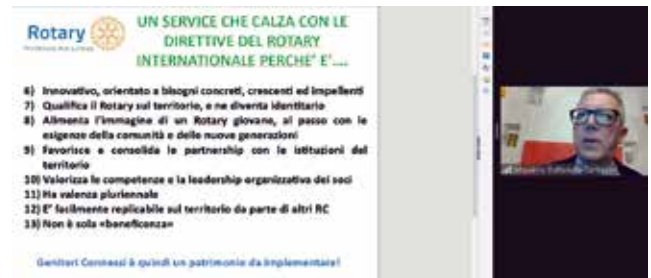 Rotary
UN SERVICE CHE CALZA CON LE
DIRETTIVE DEL ROTARY
INTERNATIONALE PERCHE' E'....
6) Innovativo, orientato a bisogni concreti, crescenti ed impellenti
7) Qualifica il Rotary sul territorio, e ne diventa identitario
8) Alimenta l'immagine di un Rotary giovane, al passo con le
esigenze della comunità e delle nuove generazioni
9) Favorisce e consolida le partnership con le istituzioni del
territorio
10) Valorizza le competenze e la leadership organizzativa dei soci
11) Ha valenza pluriennale
12) E' facilmente replicabile sul territorio da parte di altri RC
13) Non è sola «beneficenza»
Genitori Connessi è quindi un patrimonio da implementare!